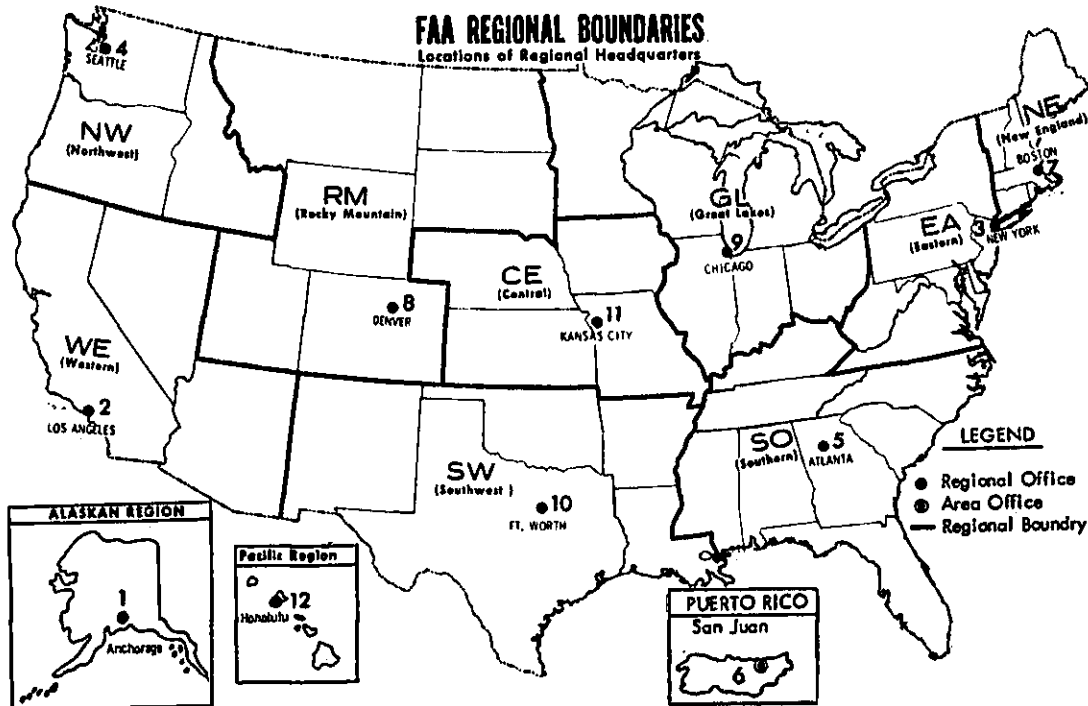 FAA REGIONAL BOUNDARIES
Locations of Regional Headquarters
4
SEATTLE
NW
(Northwest)
RM
(Rocky Mountain)
GL
(Great Lakes)
NE
(New England)
BOSTON
7
EA
(Eastern)
3
NEW YORK
9
CHICAGO
CE
(Central)
8
DENVER
11
KANSAS CITY
WE
(Western)
2
LOS ANGELES
SW
(Southwest)
10
FT. WORTH
SO
(Southern)
5
ATLANTA
LEGEND
Regional Office
Area Office
Regional Boundry
ALASKAN REGION
1
Anchorage
Pacific Region
12
Honolulu
PUERTO RICO
San Juan
6